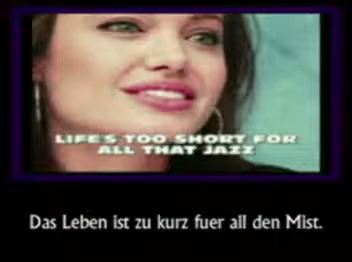 LIFE'S TOO SHORT FOR
ALL THAT JAZZ
Das Leben ist zu kurz fuer all den Mist.